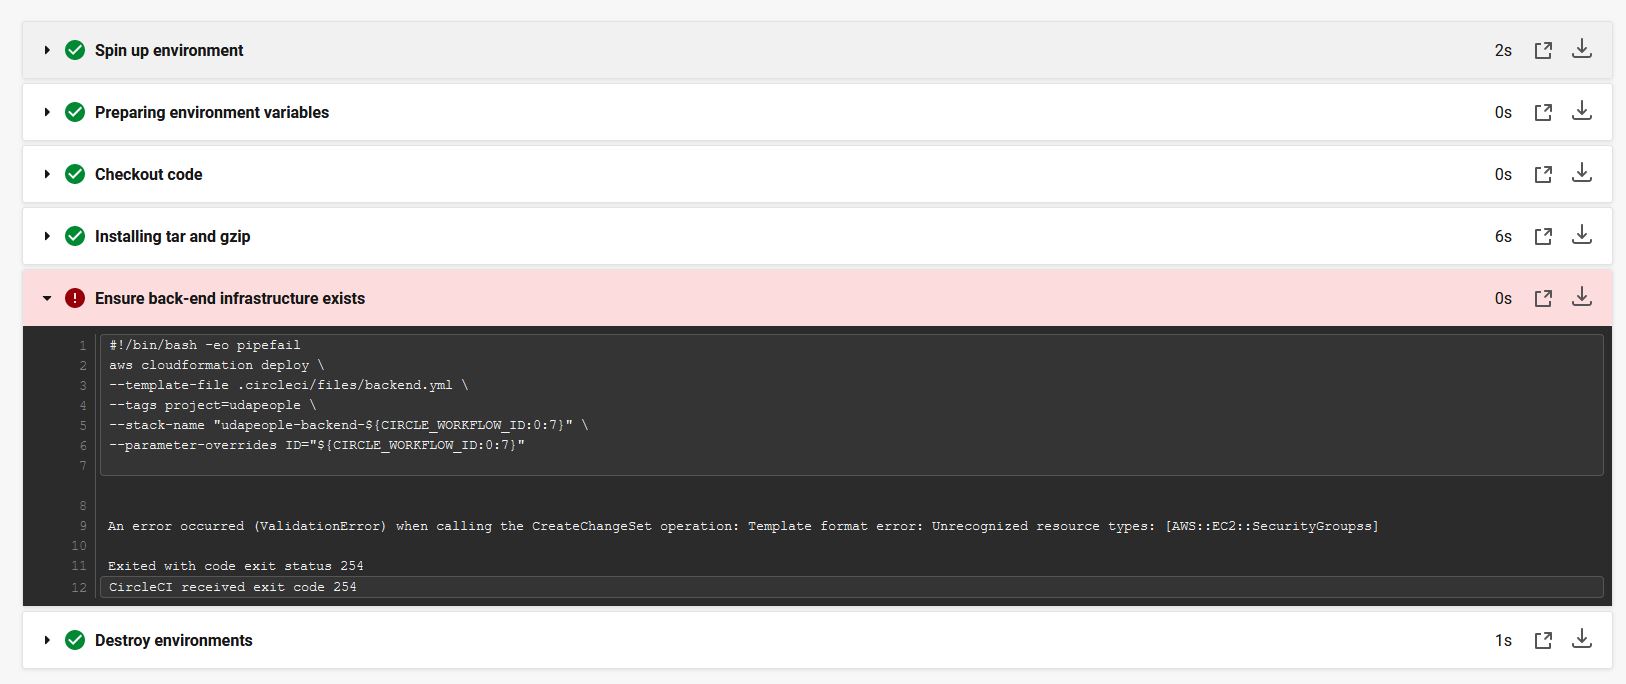 Spin up environment 2s
Preparing environment variables 0s
Checkout code 0s
Installing tar and gzip 6s
Ensure back-end infrastructure exists 0s
1 #!/bin/bash -eo pipefail
2 aws cloudformation deploy \
3 --template-file .circleci/files/backend.yml \
4 --tags project=udapeople \
5 --stack-name "udapeople-backend-${CIRCLE_WORKFLOW_ID:0:7}" \
6 --parameter-overrides ID="${CIRCLE_WORKFLOW_ID:0:7}"
7
8
9 An error occurred (ValidationError) when calling the CreateChangeSet operation: Template format error: Unrecognized resource types: [AWS::EC2::SecurityGroupss]
10
11 Exited with code exit status 254
12 CircleCI received exit code 254
Destroy environments 1s